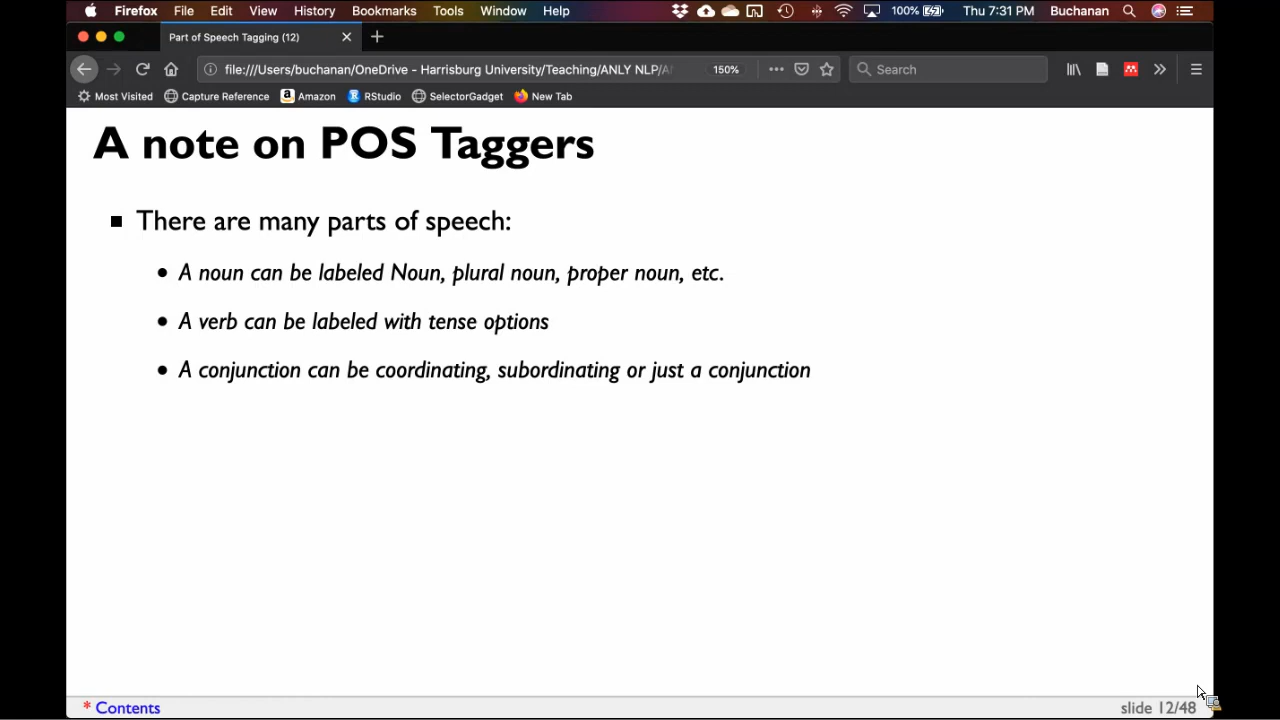 Firefox File Edit View History Bookmarks Tools Window Help 100% Thu 7:31 PM Buchanan
Part of Speech Tagging (12)
file:///Users/buchanan/OneDrive - Harrisburg University/Teaching/ANLY NLP/A 150% Search
Most Visited Capture Reference Amazon RStudio SelectorGadget New Tab
A note on POS Taggers
There are many parts of speech:
A noun can be labeled Noun, plural noun, proper noun, etc.
A verb can be labeled with tense options
A conjunction can be coordinating, subordinating or just a conjunction
* Contents slide 12/48